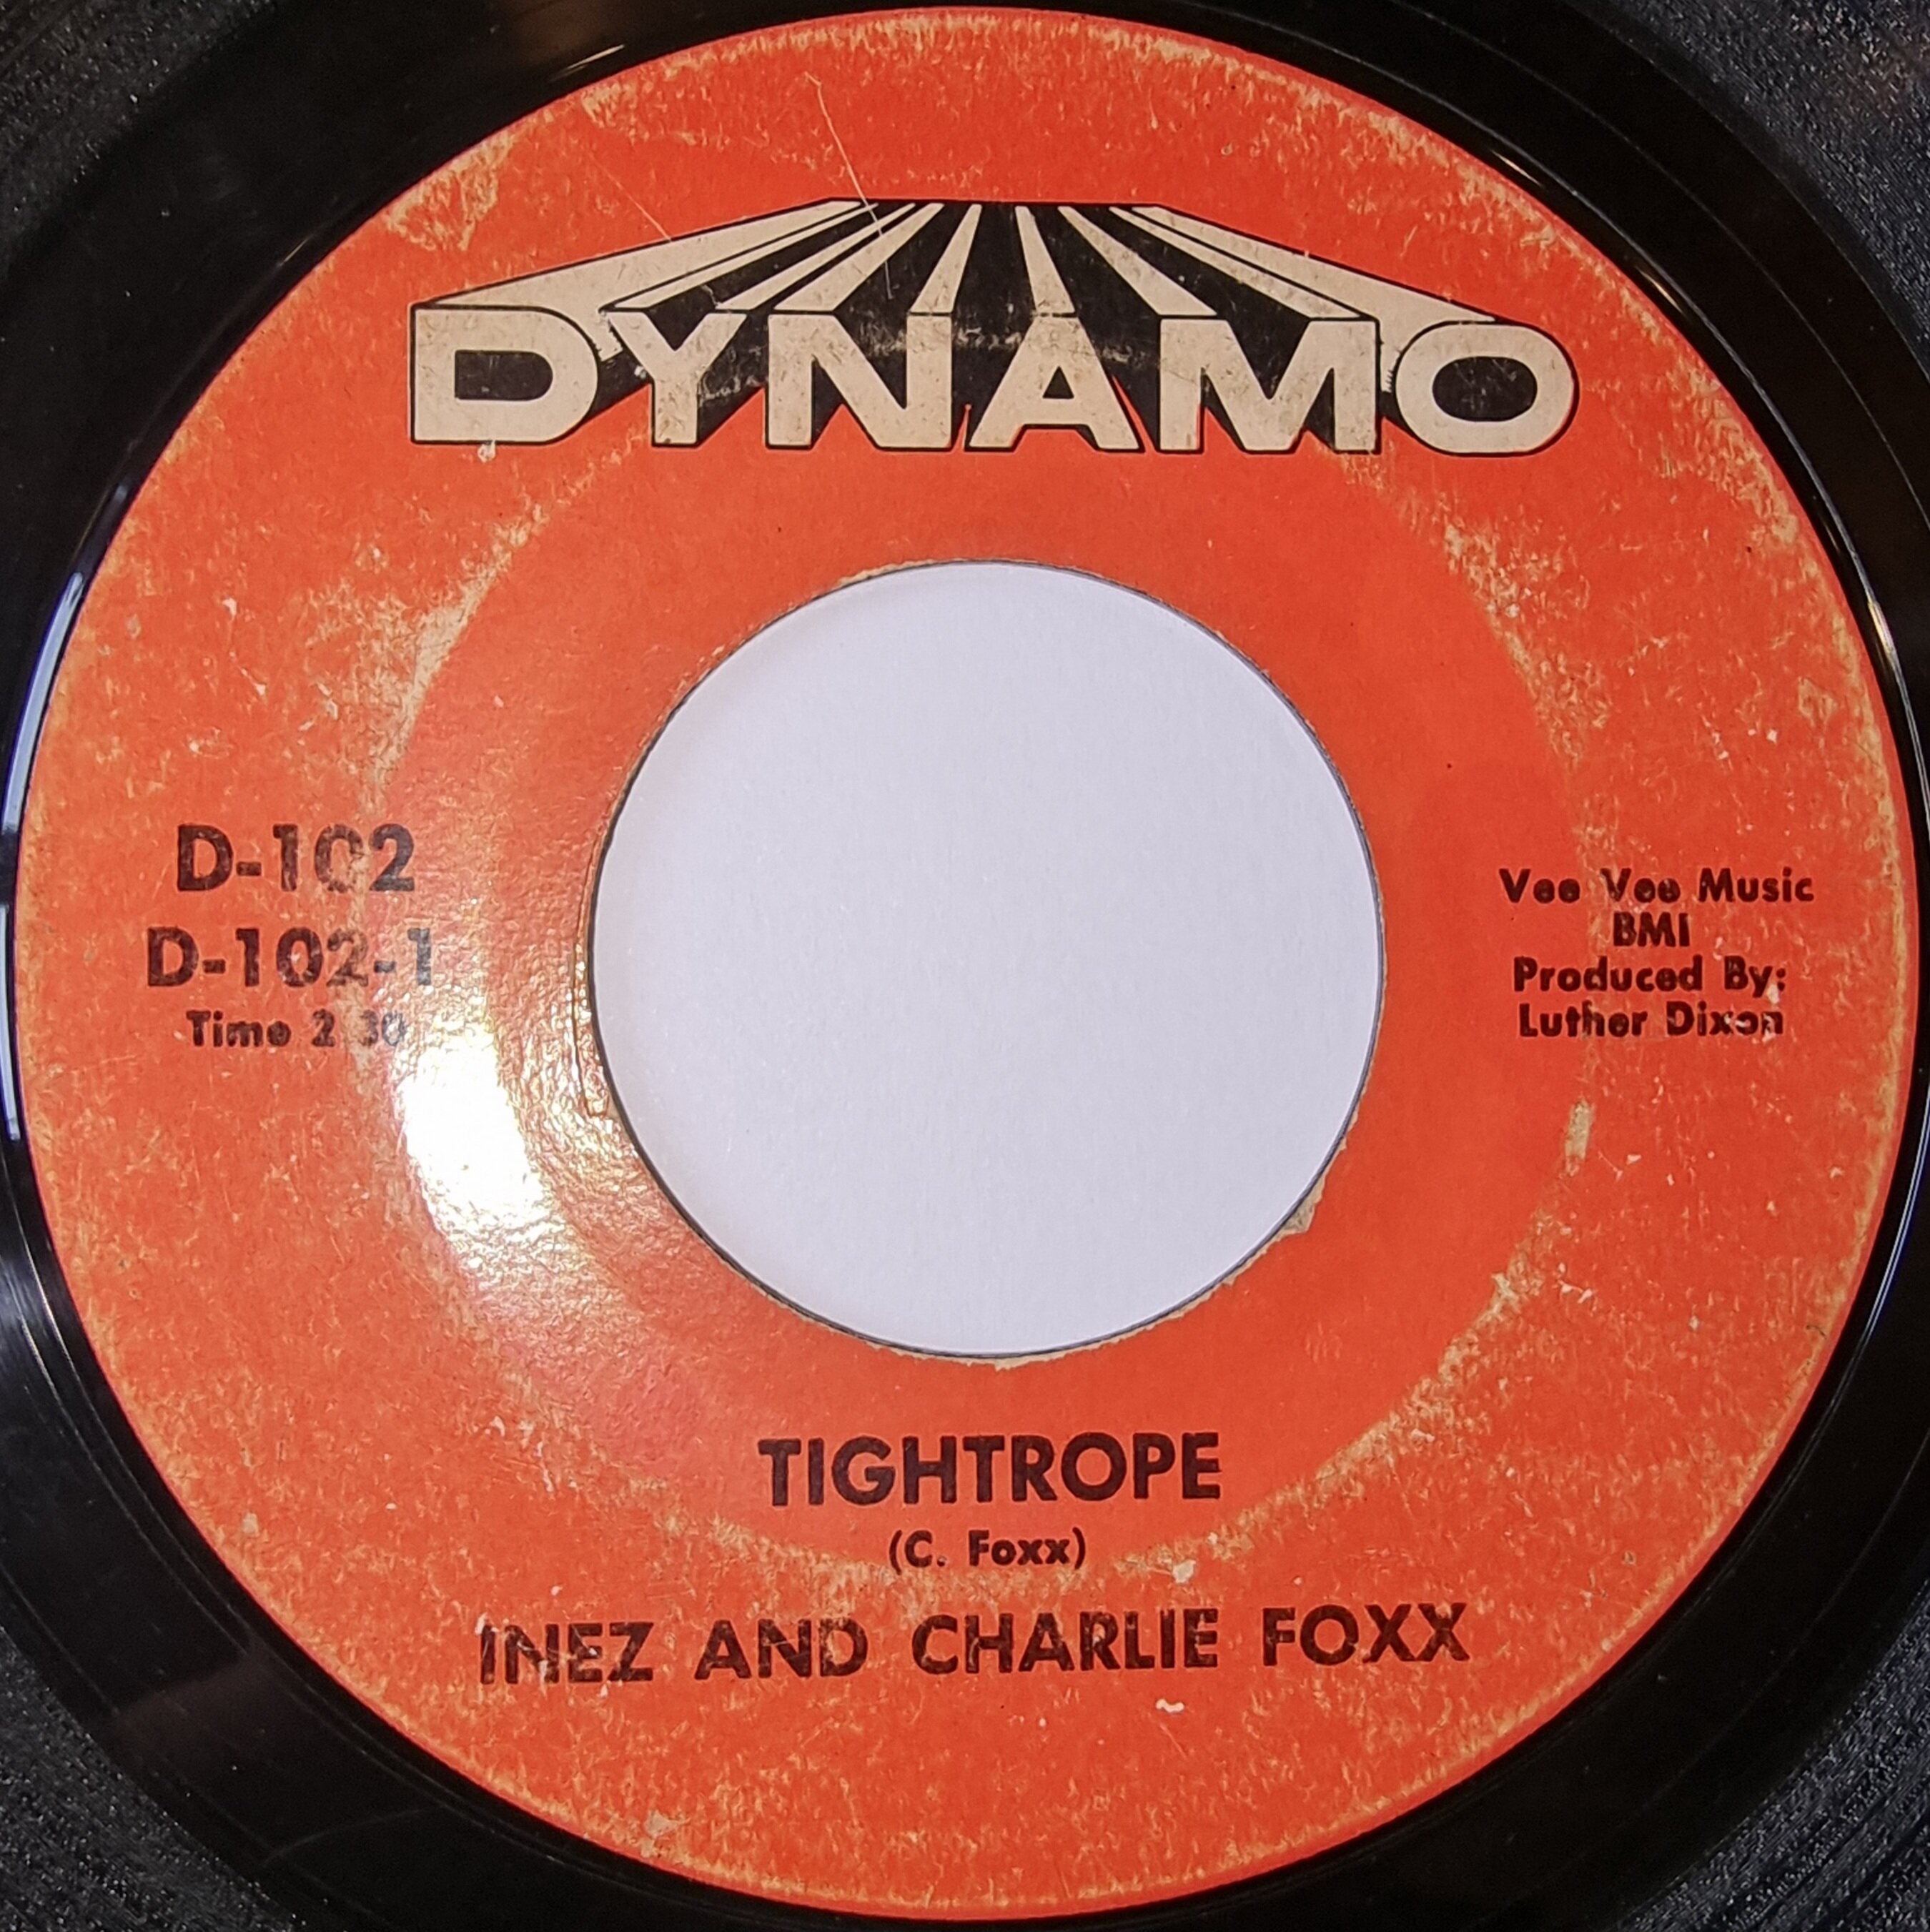 DYNAMO
D-102
D-102-1
Time 2 30
Vee Vee Music
BMI
Produced By:
Luther Dixon
TIGHTROPE
(C. Foxx)
INEZ AND CHARLIE FOXX